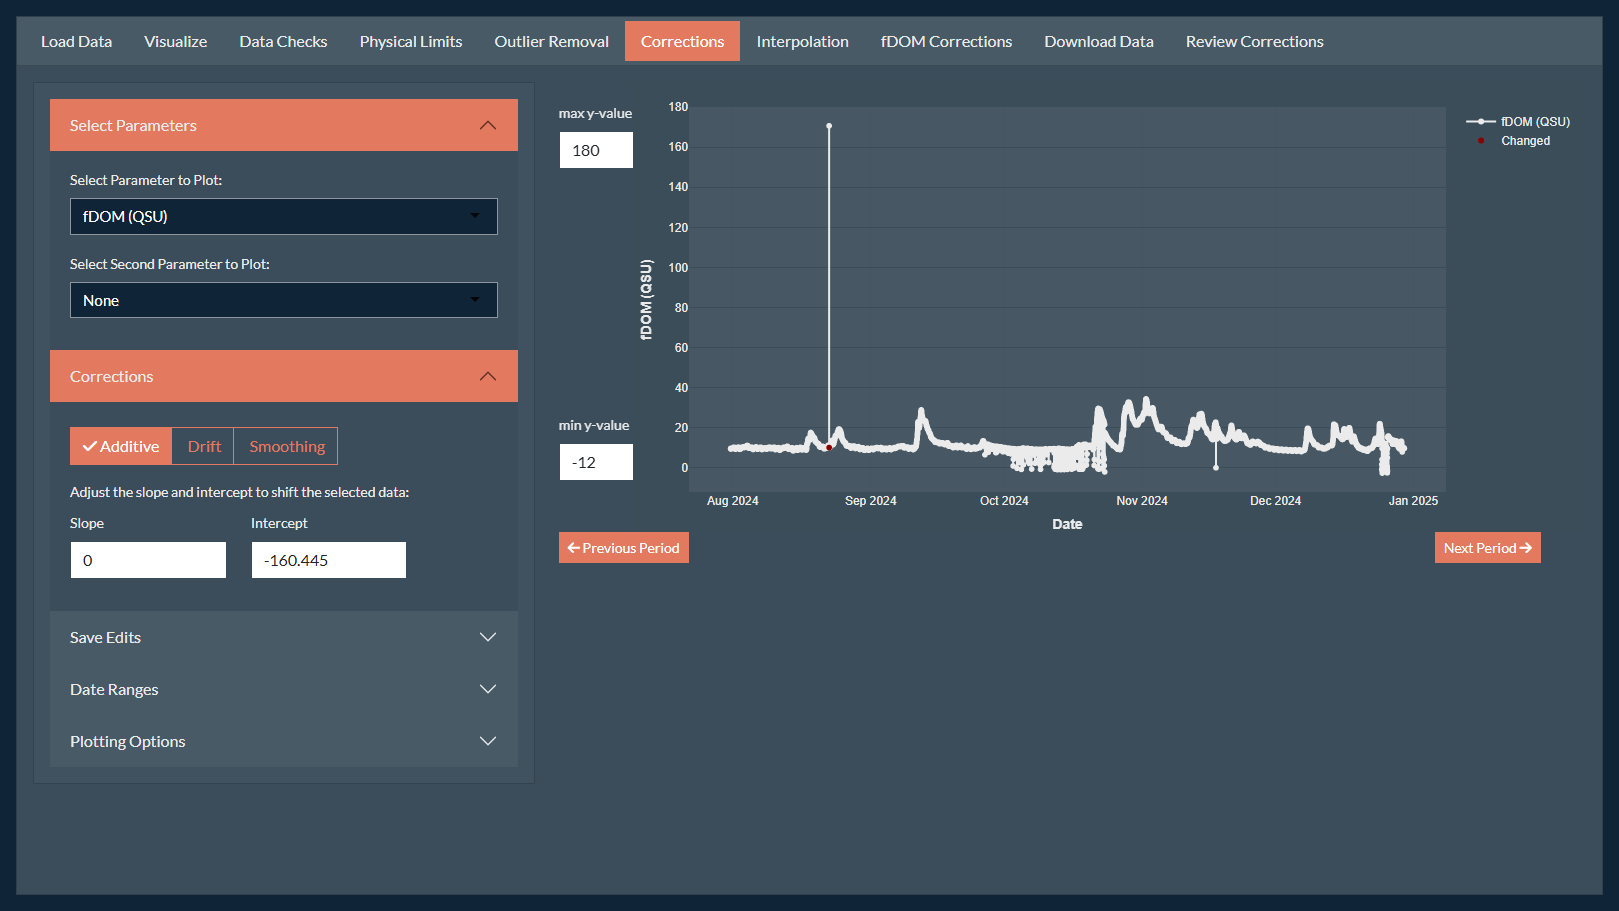 Load Data Visualize Data Checks Physical Limits Outlier Removal Corrections Interpolation fDOM Corrections Download Data Review Corrections
Select Parameters
Select Parameter to Plot:
fDOM (QSU)
Select Second Parameter to Plot:
None
Corrections
Additive Drift Smoothing
Adjust the slope and intercept to shift the selected data:
Slope Intercept
0 -160.445
Save Edits
Date Ranges
Plotting Options
max y-value
180
min y-value
-12
fDOM (QSU)
180
160
140
120
100
80
60
40
20
0
Aug 2024 Sep 2024 Oct 2024 Nov 2024 Dec 2024 Jan 2025
Date
fDOM (QSU)
Changed
Previous Period
Next Period